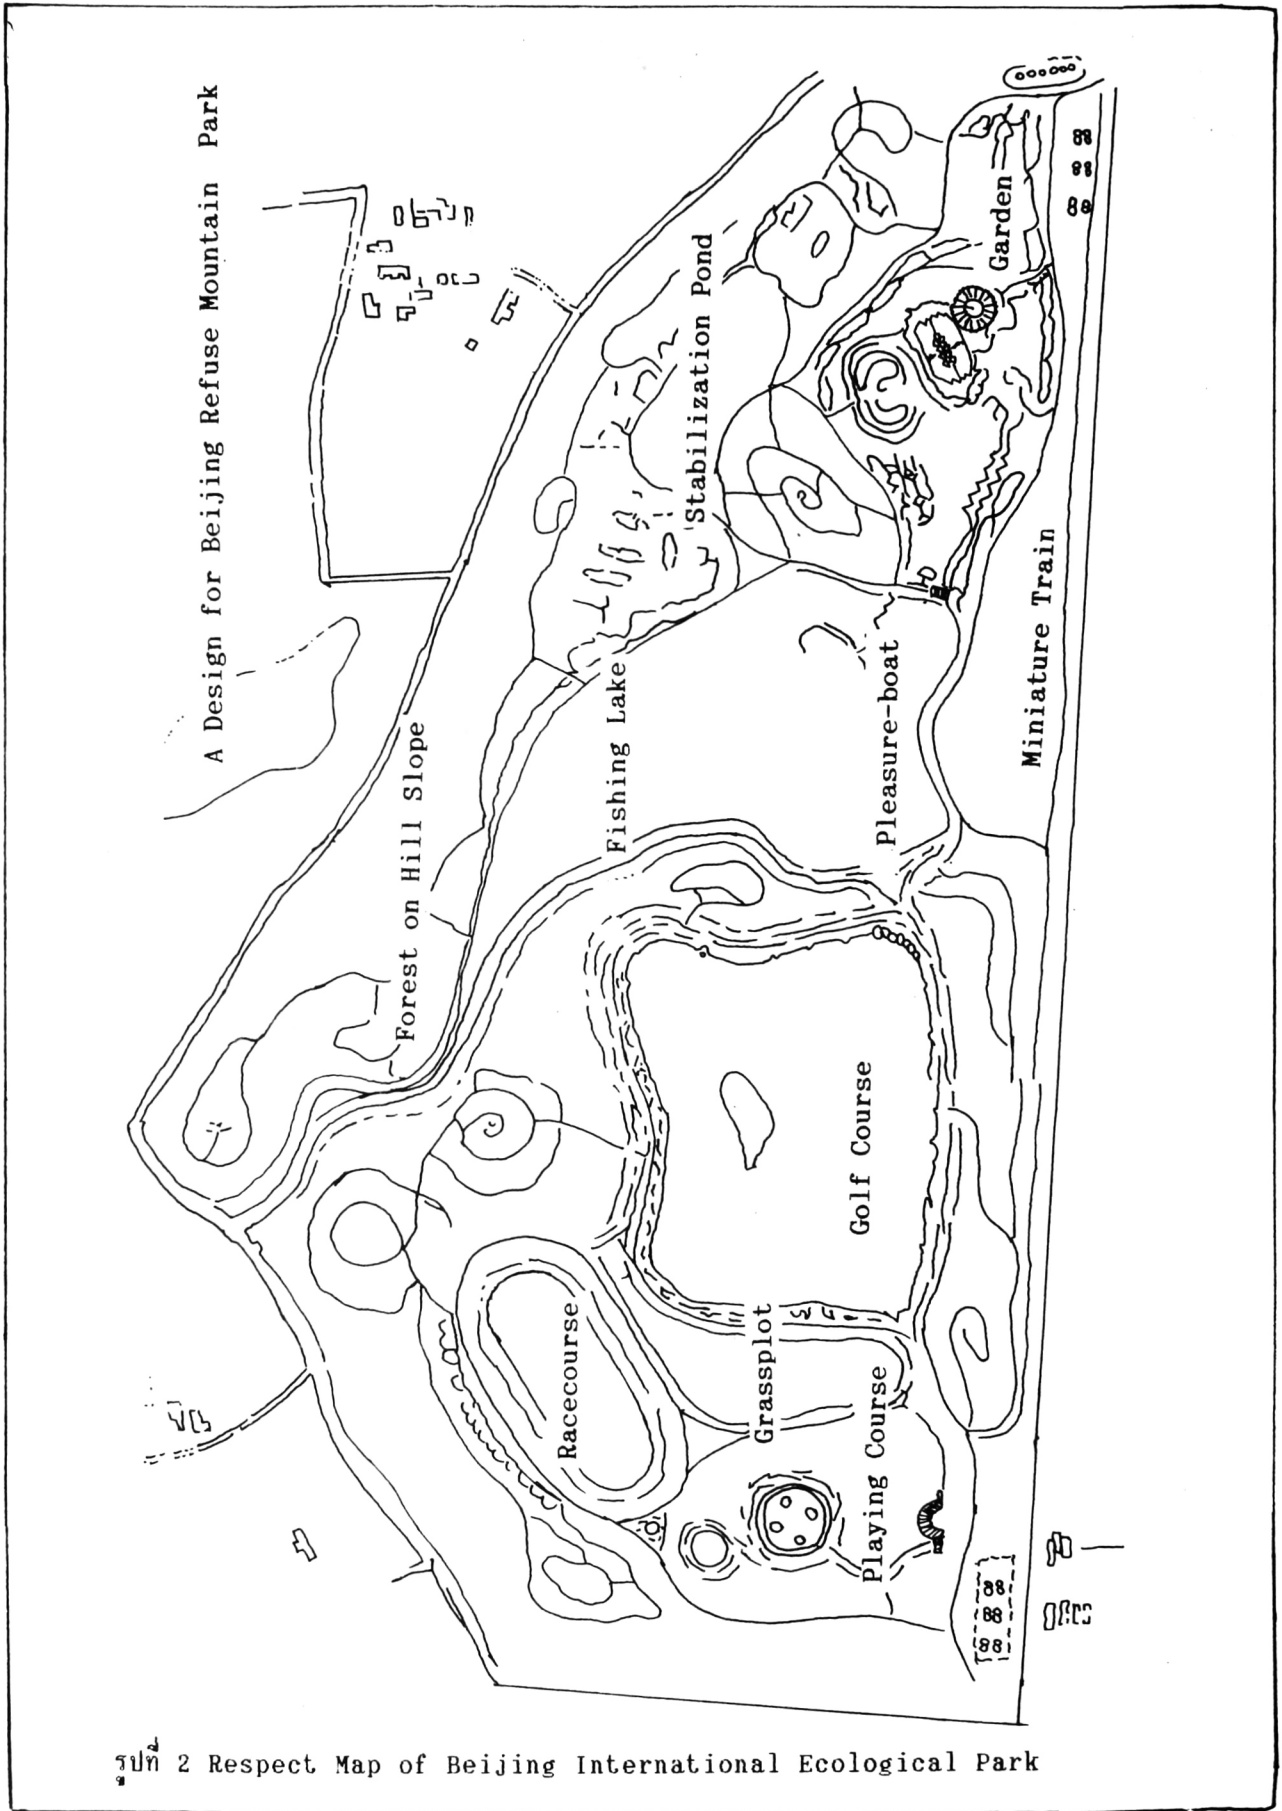 A Design for Beijing Refuse Mountain Park
Forest on Hill Slope
Stabilization Pond
Fishing Lake
Garden
Pleasure-boat
Miniature Train
Racecourse
Grassplot
Golf Course
Playing Course
รูปที่ 2 Respect Map of Beijing International Ecological Park